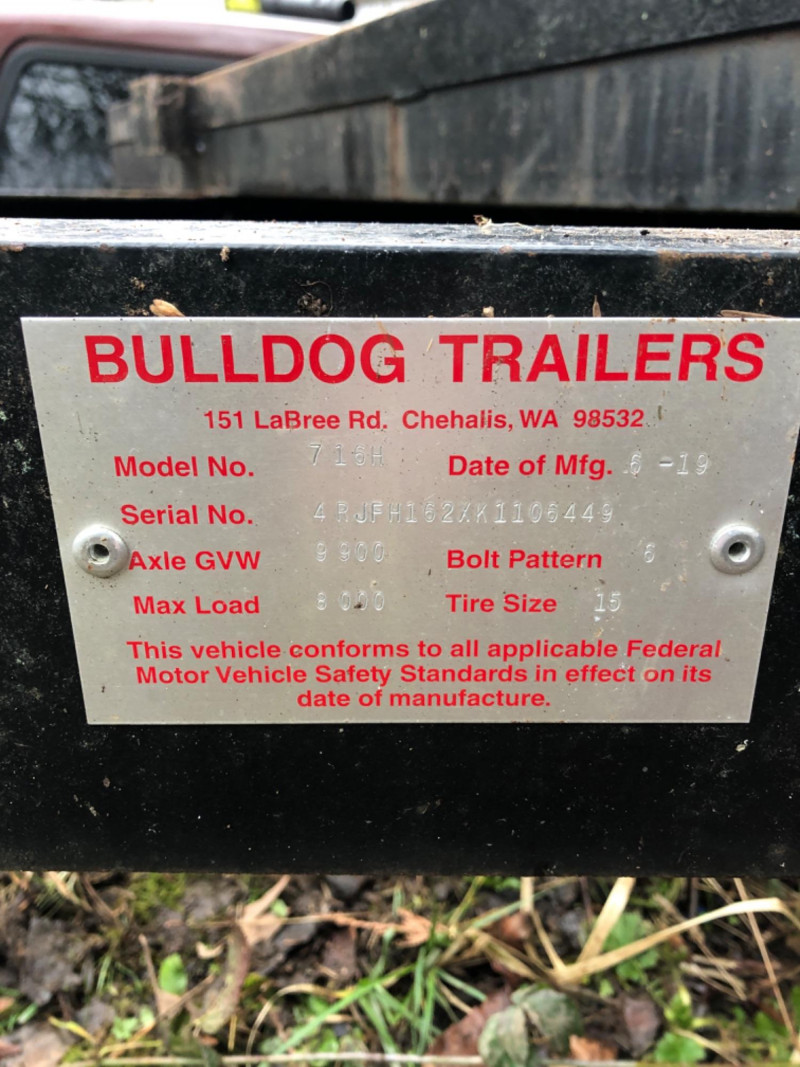 BULLDOG TRAILERS
151 LaBree Rd. Chehalis, WA 98532
Model No. 716H Date of Mfg. 6-19
Serial No. 4RJFH162XK1106449
Axle GVW 9900 Bolt Pattern 6
Max Load 8000 Tire Size 15
This vehicle conforms to all applicable Federal
Motor Vehicle Safety Standards in effect on its
date of manufacture.